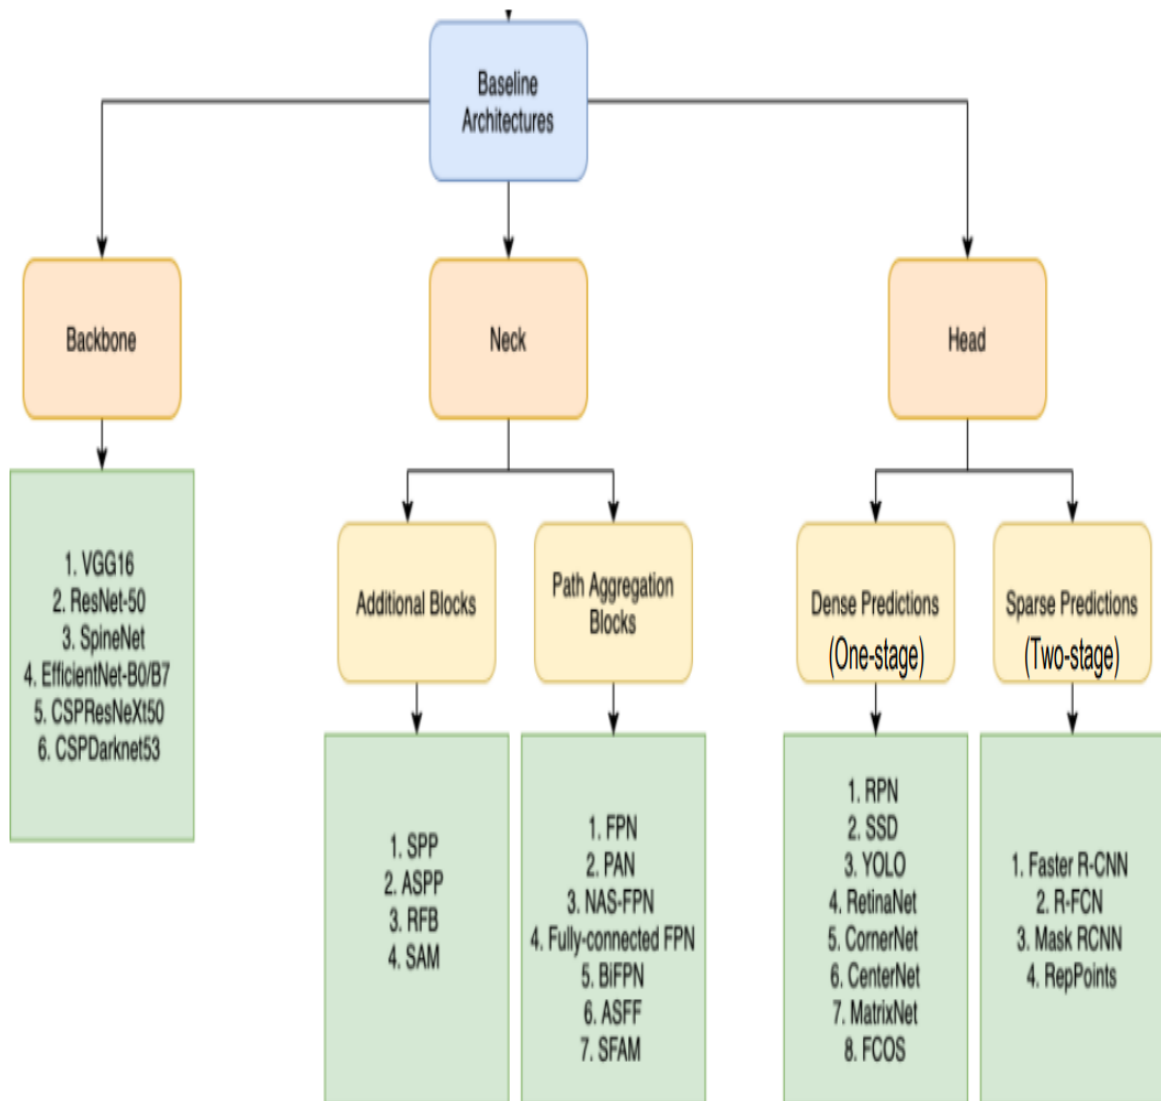 Baseline
Architectures
Backbone
Neck
Head
Additional Blocks
Path Aggregation
Blocks
Dense Predictions
(One-stage)
Sparse Predictions
(Two-stage)
1. VGG16
2. ResNet-50
3. SpineNet
4. EfficientNet-B0/B7
5. CSPResNeXt50
6. CSPDarknet53
1. SPP
2. ASPP
3. RFB
4. SAM
1. FPN
2. PAN
3. NAS-FPN
4. Fully-connected FPN
5. BiFPN
6. ASFF
7. SFAM
1. RPN
2. SSD
3. YOLO
4. RetinaNet
5. CornerNet
6. CenterNet
7. MatrixNet
8. FCOS
1. Faster R-CNN
2. R-FCN
3. Mask RCNN
4. RepPoints